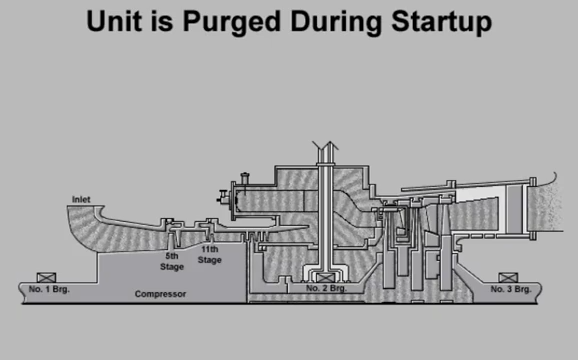 Unit is Purged During Startup
Inlet
5th
Stage
11th
Stage
No. 1 Brg.
Compressor
No. 2 Brg.
No. 3 Brg.